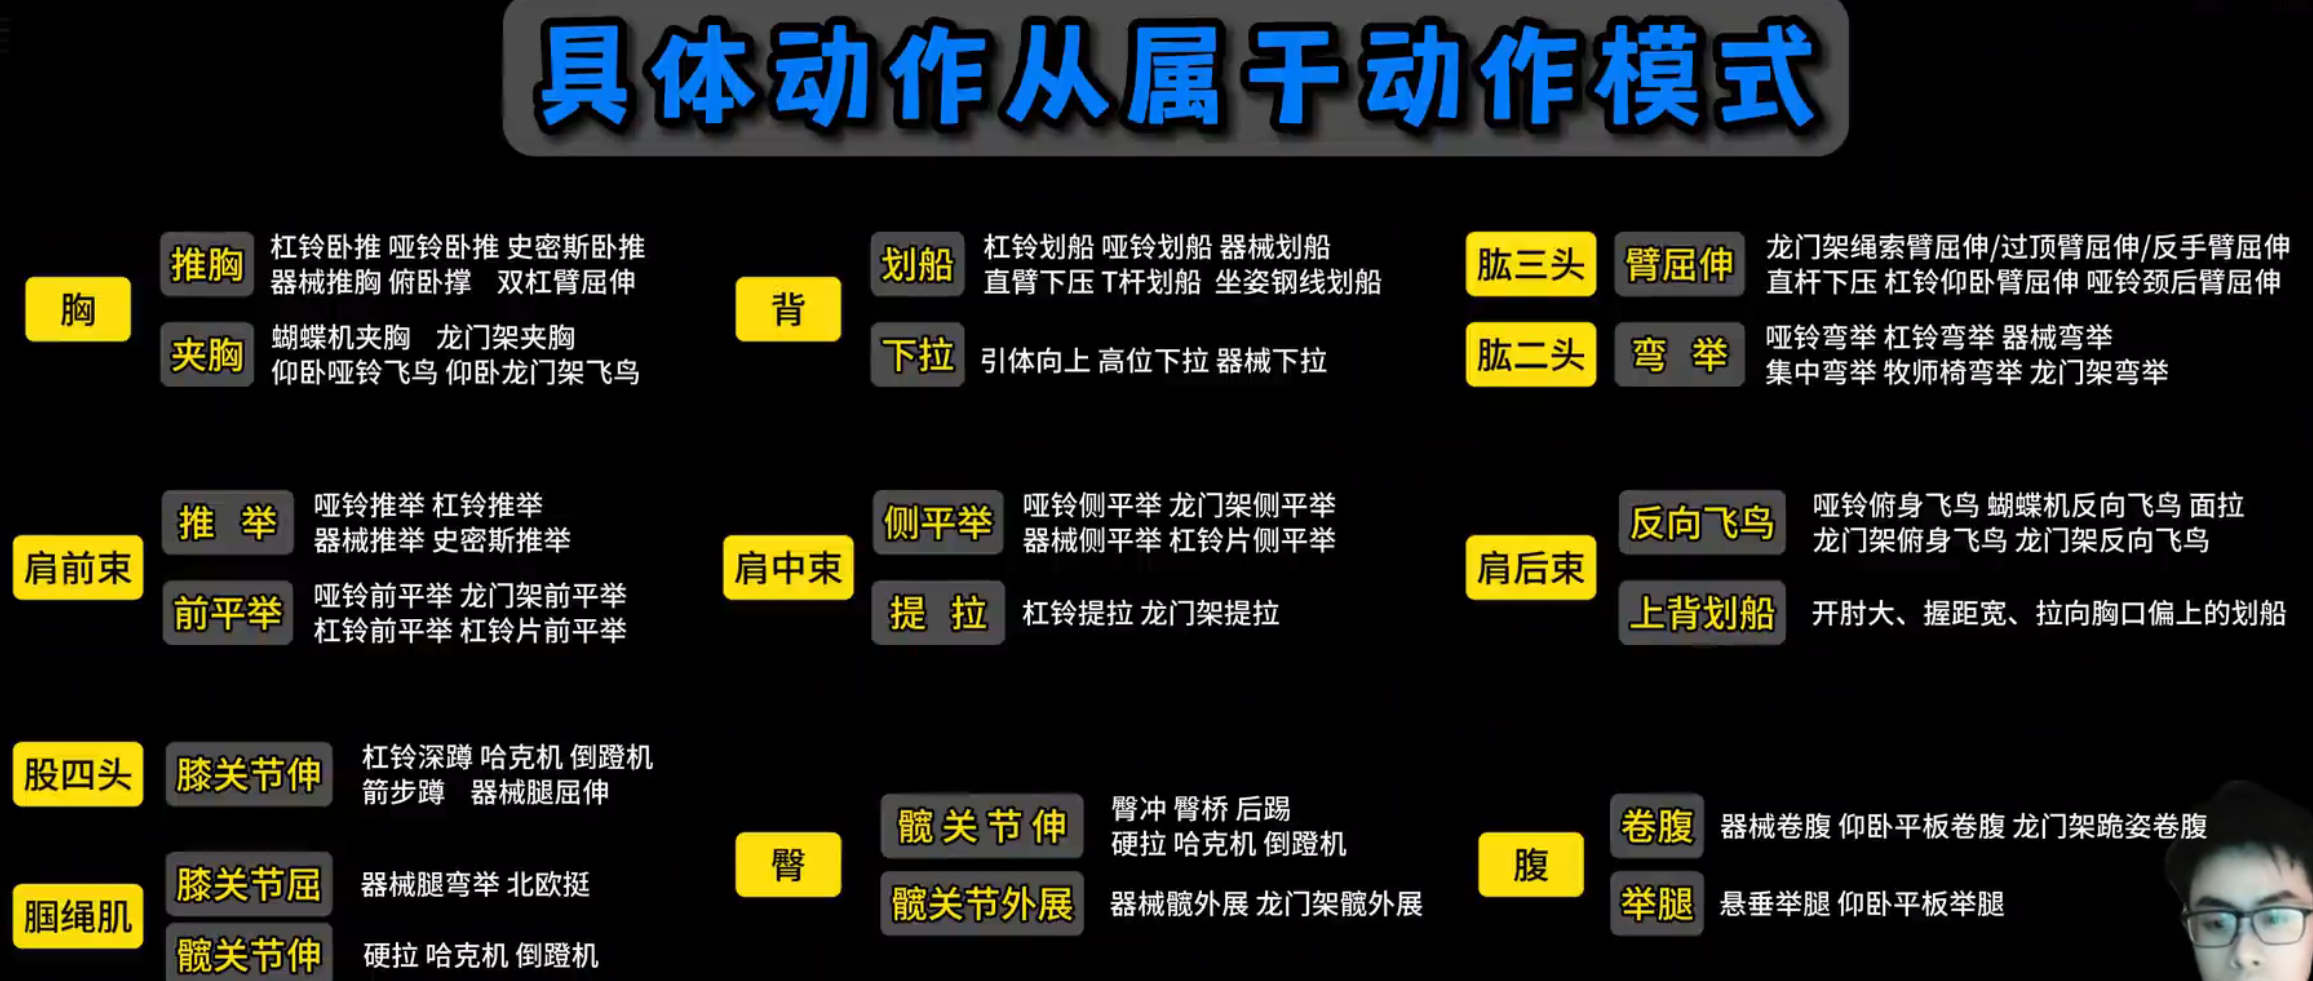 具体动作从属于动作模式
胸
推胸
杠铃卧推 哑铃卧推 史密斯卧推
器械推胸 俯卧撑 双杠臂屈伸
夹胸
蝴蝶机夹胸 龙门架夹胸
仰卧哑铃飞鸟 仰卧龙门架飞鸟
背
划船
杠铃划船 哑铃划船 器械划船
直臂下压 T杆划船 坐姿钢线划船
下拉
引体向上 高位下拉 器械下拉
肱三头
臂屈伸
龙门架绳索臂屈伸/过顶臂屈伸/反手臂屈伸
直杆下压 杠铃仰卧臂屈伸 哑铃颈后臂屈伸
肱二头
弯 举
哑铃弯举 杠铃弯举 器械弯举
集中弯举 牧师椅弯举 龙门架弯举
肩前束
推 举
哑铃推举 杠铃推举
器械推举 史密斯推举
前平举
哑铃前平举 龙门架前平举
杠铃前平举 杠铃片前平举
肩中束
侧平举
哑铃侧平举 龙门架侧平举
器械侧平举 杠铃片侧平举
提 拉
杠铃提拉 龙门架提拉
肩后束
反向飞鸟
哑铃俯身飞鸟 蝴蝶机反向飞鸟 面拉
龙门架俯身飞鸟 龙门架反向飞鸟
上背划船
开肘大、握距宽、拉向胸口偏上的划船
股四头
膝关节伸
杠铃深蹲 哈克机 倒蹬机
箭步蹲 器械腿屈伸
腘绳肌
膝关节屈
器械腿弯举 北欧挺
髋关节伸
硬拉 哈克机 倒蹬机
臀
髋关节伸
臀冲 臀桥 后踢
硬拉 哈克机 倒蹬机
髋关节外展
器械髋外展 龙门架髋外展
腹
卷腹
器械卷腹 仰卧平板卷腹 龙门架跪姿卷腹
举腿
悬垂举腿 仰卧平板举腿